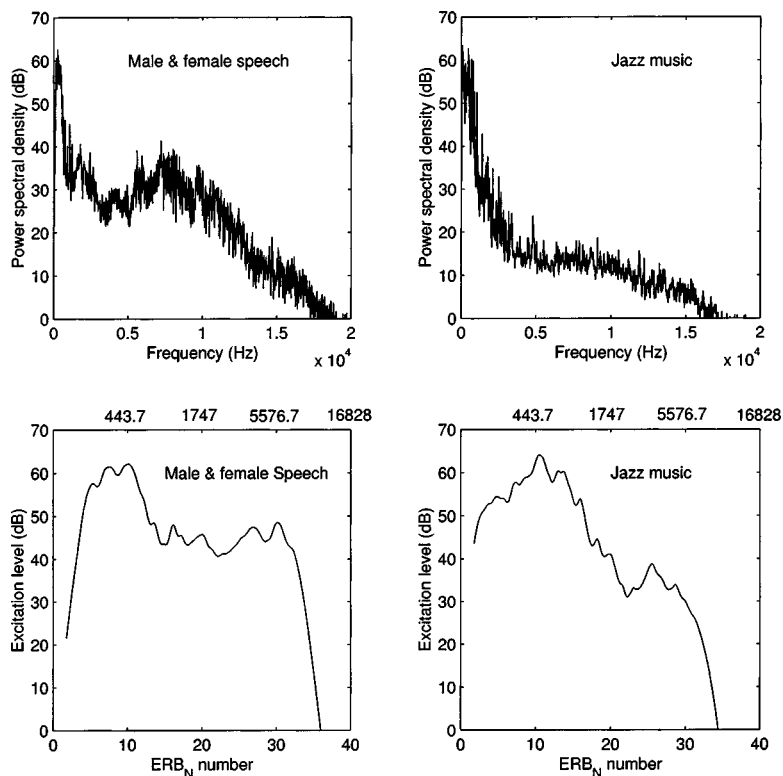 Male & female speech
Power spectral density (dB)
70
60
50
40
30
20
10
0
0 0.5 1 1.5 2
Frequency (Hz)
x 10^4
Jazz music
Power spectral density (dB)
70
60
50
40
30
20
10
0
0 0.5 1 1.5 2
Frequency (Hz)
x 10^4
443.7 1747 5576.7 16828
Male & female Speech
Excitation level (dB)
70
60
50
40
30
20
10
0
0 10 20 30 40
ERB_N number
443.7 1747 5576.7 16828
Jazz music
Excitation level (dB)
70
60
50
40
30
20
10
0
0 10 20 30 40
ERB_N number